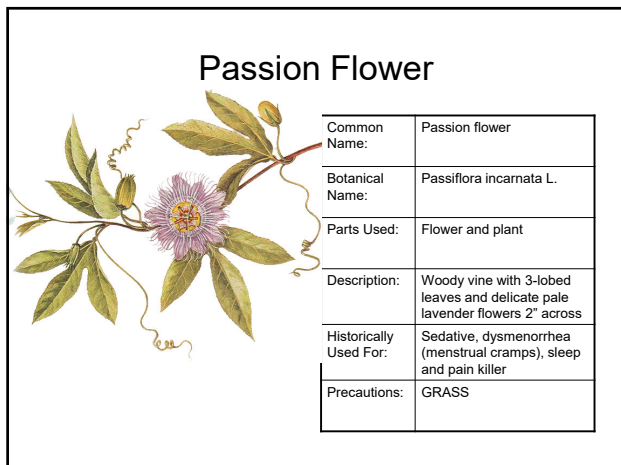 Passion Flower
Common Passion flower
Name:
Botanical Passiflora incarnata L.
Name:
Parts Used: Flower and plant
Description: Woody vine with 3-lobed
leaves and delicate pale
lavender flowers 2” across
Historically Sedative, dysmenorrhea
Used For: (menstrual cramps), sleep
and pain killer
Precautions: GRASS